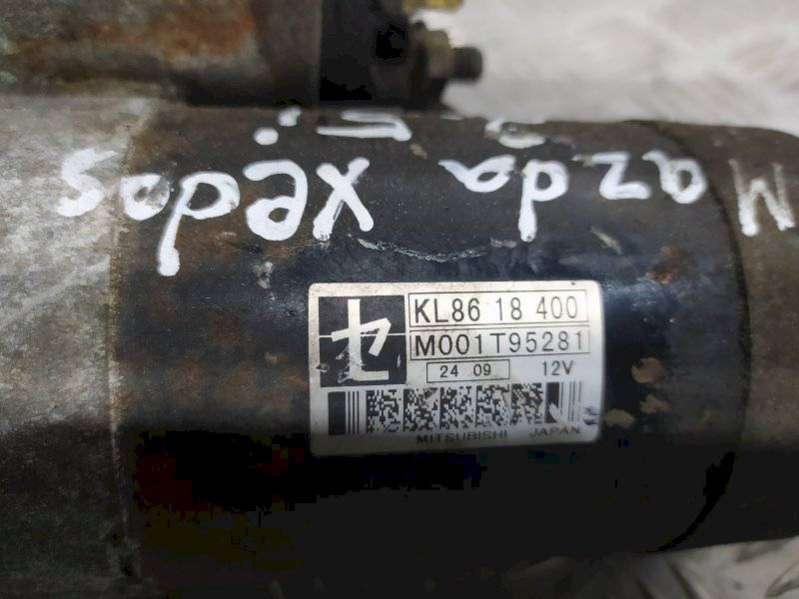 Mazda xedos
KL86 18 400
M001T95281
24 09 12V
MITSUBISHI JAPAN